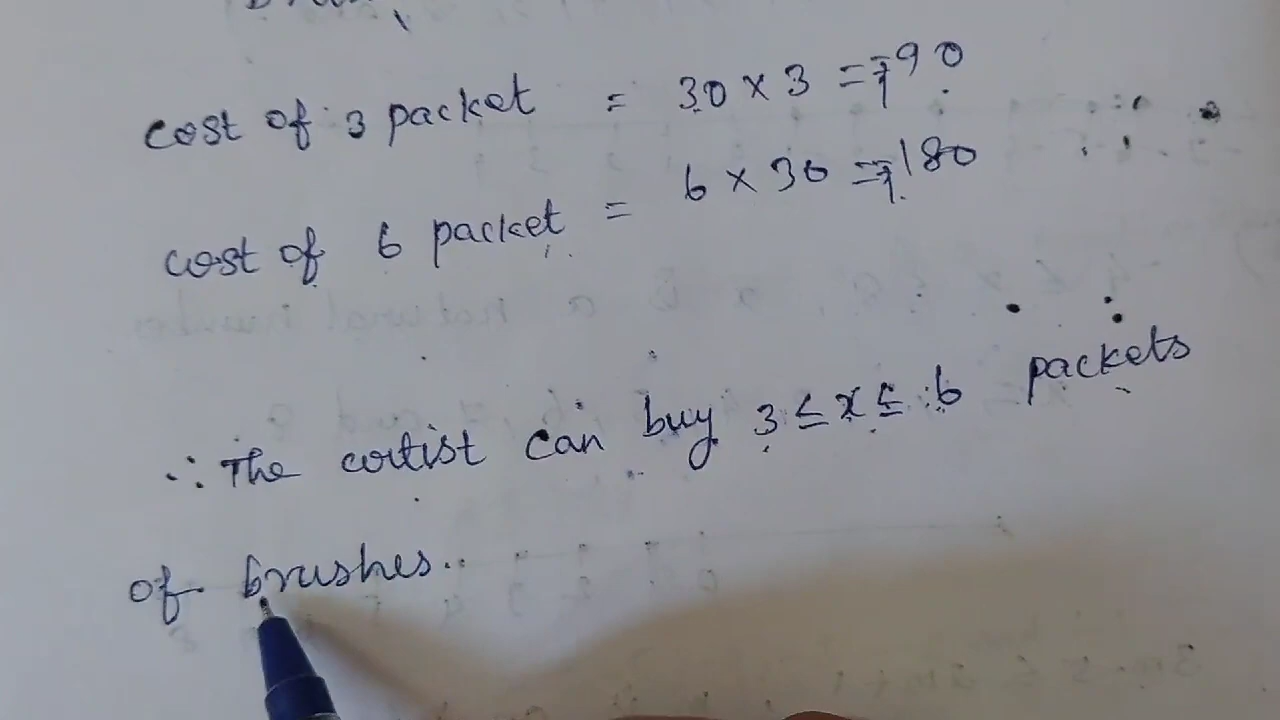 cost of 3 packet = 30 × 3 = ₹90
cost of 6 packet = 6 × 30 = ₹180
∴ The artist can buy 3 ≤ x ≤ 6 packets
of brushes..